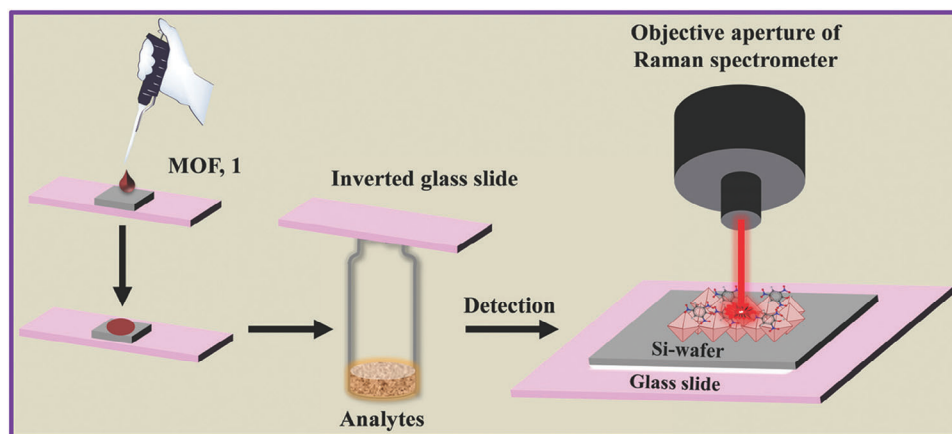 MOF, 1
Inverted glass slide
Analytes
Detection
Objective aperture of
Raman spectrometer
Si-wafer
Glass slide